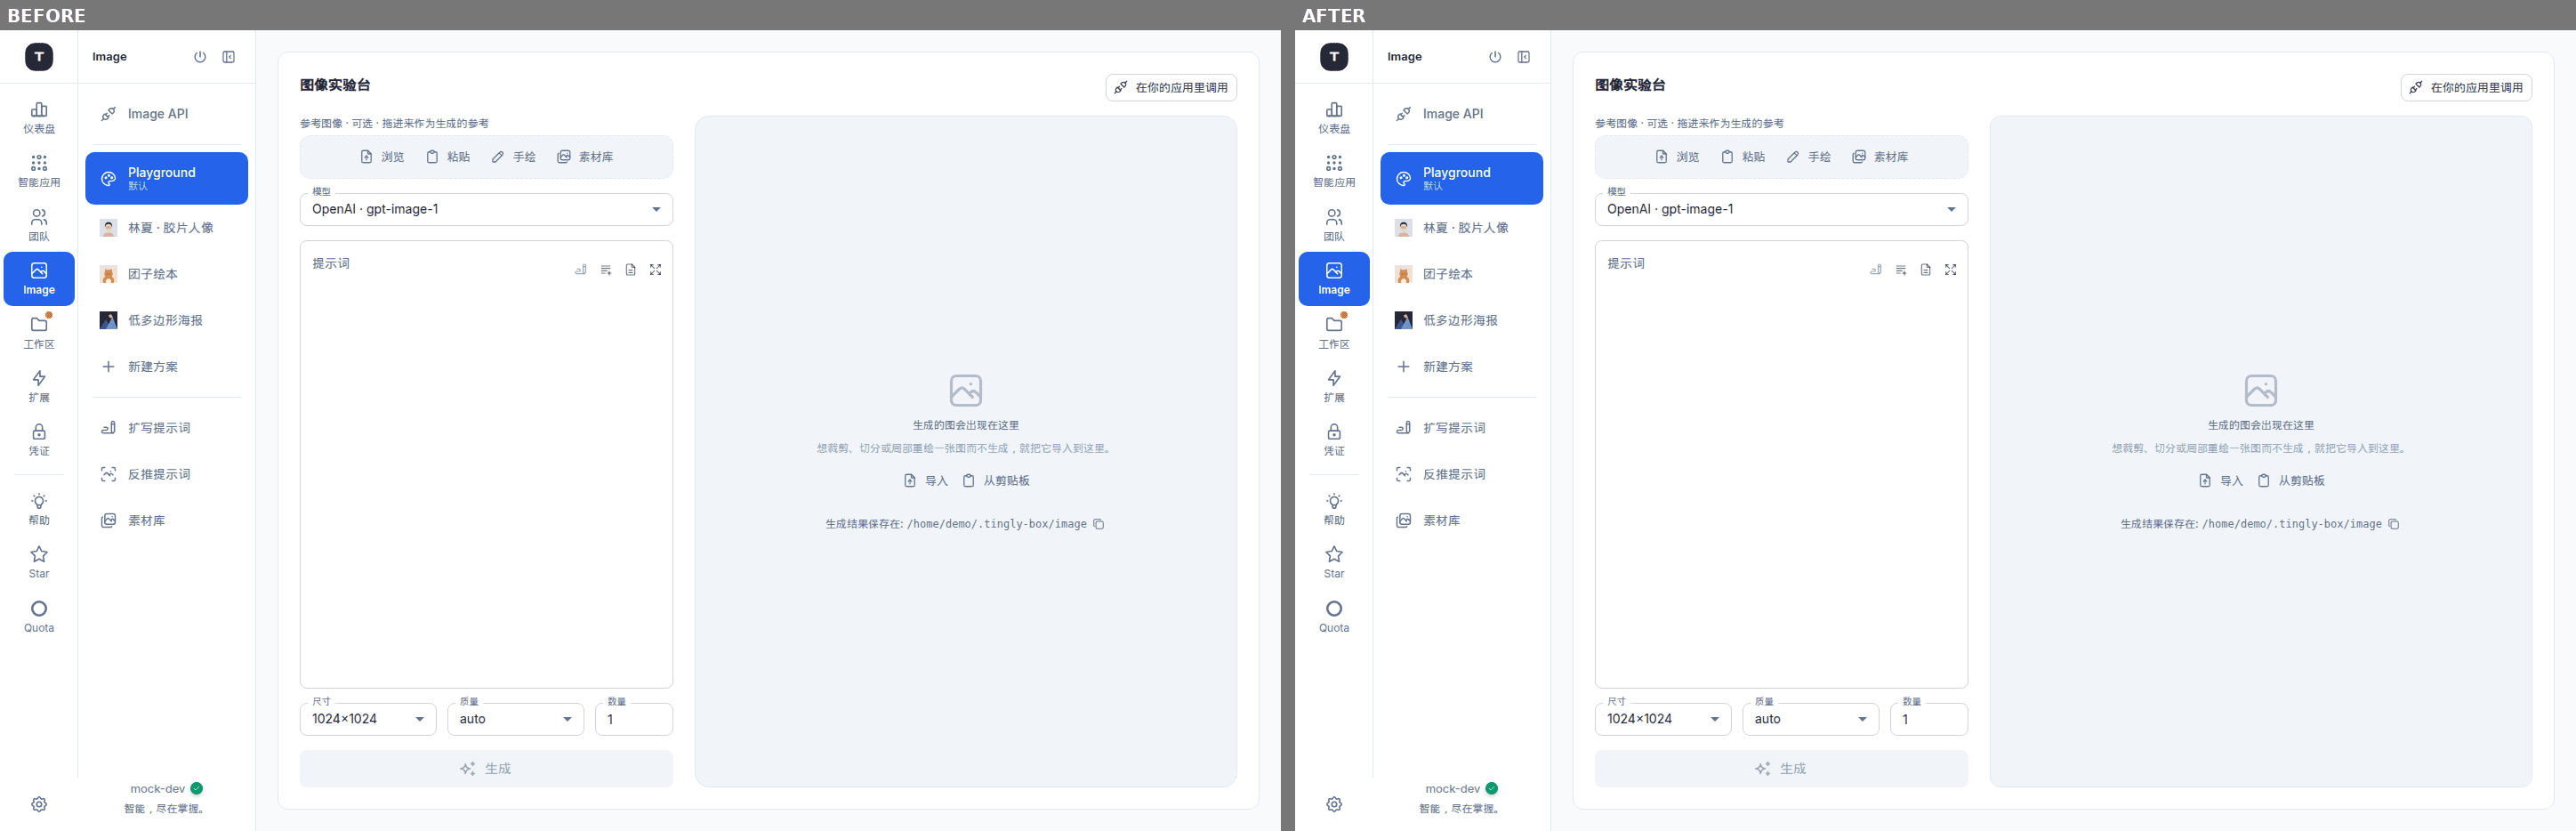 BEFORE
T
Image
仪表盘
智能应用
团队
Image
工作区
扩展
凭证
帮助
Star
Quota
Image API
Playground
默认
林夏 · 胶片人像
团子绘本
低多边形海报
新建方案
扩写提示词
反推提示词
素材库
mock-dev
智能，尽在掌握。
图像实验台
在你的应用里调用
参考图像 · 可选 · 拖进来作为生成的参考
浏览 粘贴 手绘 素材库
模型
OpenAI · gpt-image-1
提示词
尺寸 质量 数量
1024×1024 auto 1
生成
生成的图会出现在这里
想裁剪、切分或局部重绘一张图而不生成，就把它导入到这里。
导入 从剪贴板
生成结果保存在: /home/demo/.tingly-box/image
AFTER
T
Image
仪表盘
智能应用
团队
Image
工作区
扩展
凭证
帮助
Star
Quota
Image API
Playground
默认
林夏 · 胶片人像
团子绘本
低多边形海报
新建方案
扩写提示词
反推提示词
素材库
mock-dev
智能，尽在掌握。
图像实验台
在你的应用里调用
参考图像 · 可选 · 拖进来作为生成的参考
浏览 粘贴 手绘 素材库
模型
OpenAI · gpt-image-1
提示词
尺寸 质量 数量
1024×1024 auto 1
生成
生成的图会出现在这里
想裁剪、切分或局部重绘一张图而不生成，就把它导入到这里。
导入 从剪贴板
生成结果保存在: /home/demo/.tingly-box/image